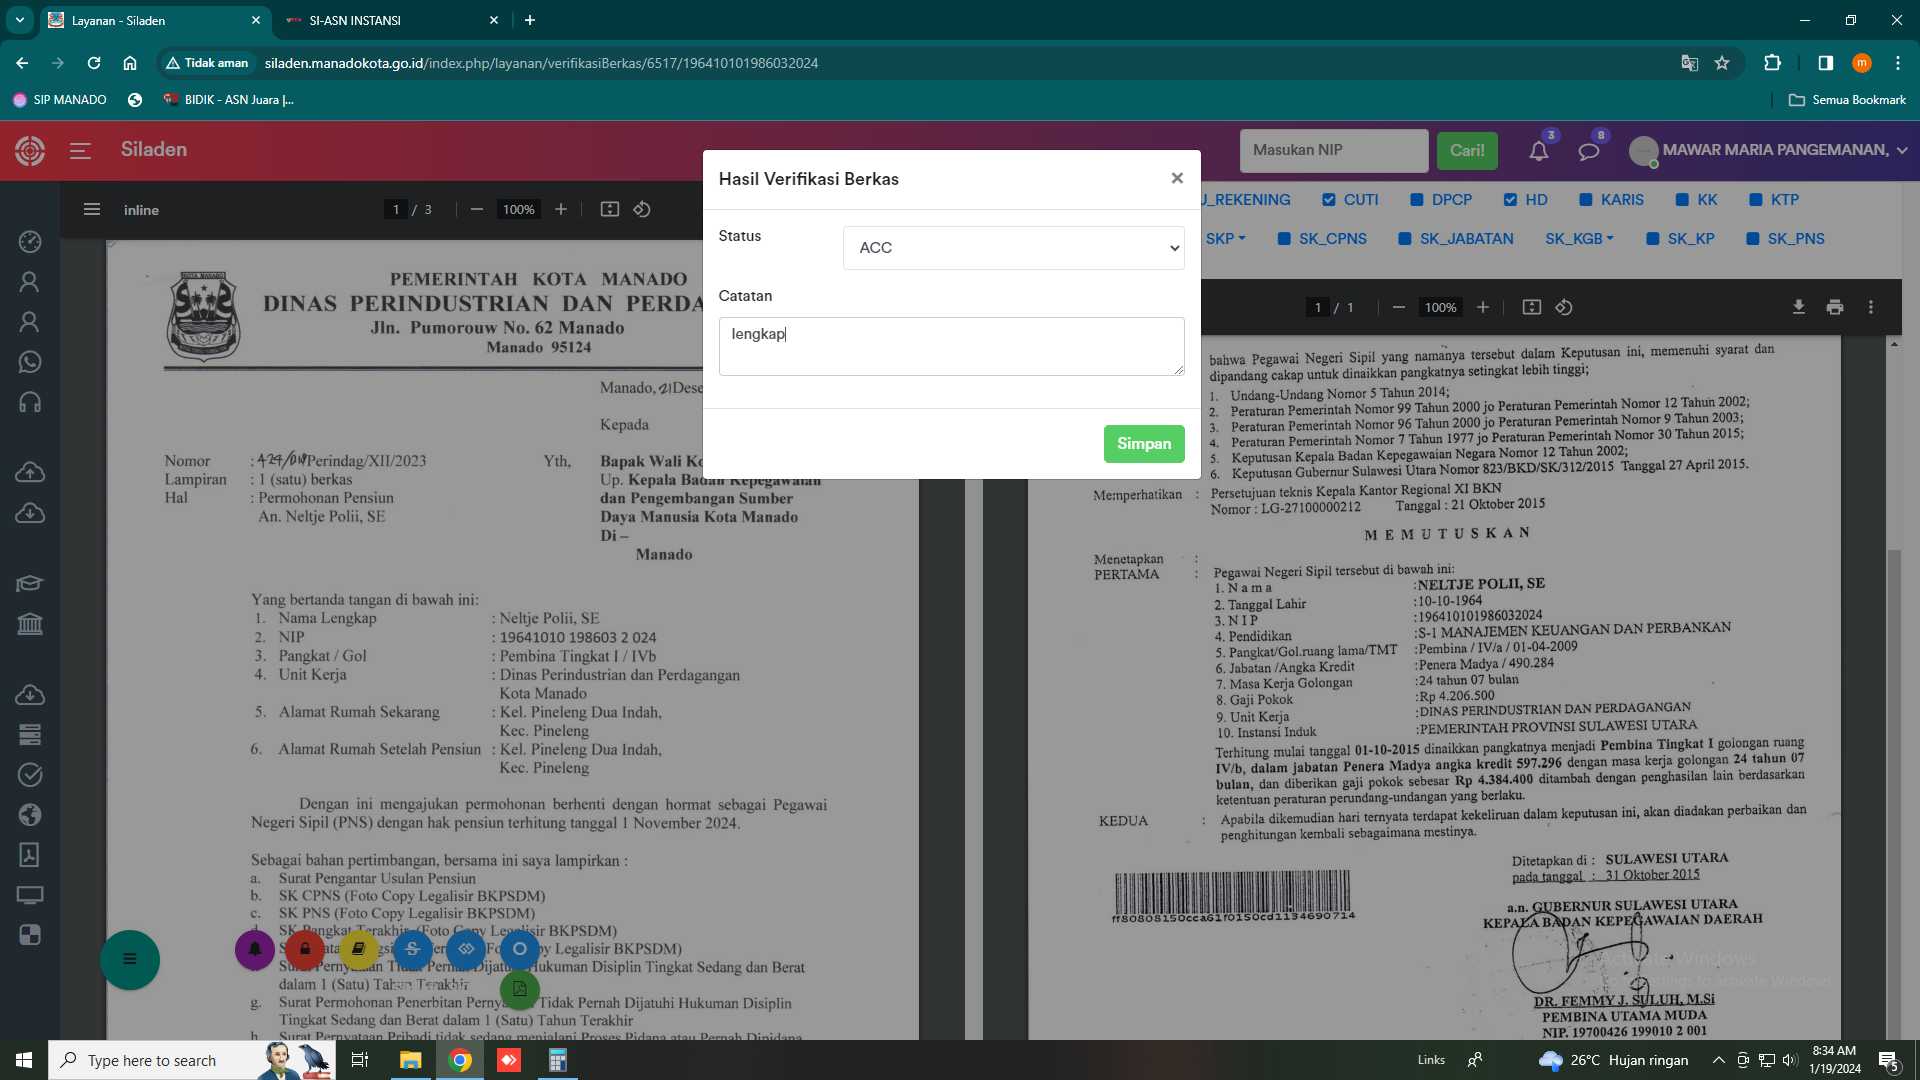 Layanan - Siladen
SI-ASN INSTANSI
Tidak aman
siladen.manadokota.go.id/index.php/layanan/verifikasiBerkas/6517/196410101986032024
SIP MANADO
BIDIK - ASN Juara |...
Semua Bookmark
Siladen
Masukan NIP
Cari!
3
8
MAWAR MARIA PANGEMANAN,
inline
1 / 3
100%
U_REKENING
CUTI
DPCP
HD
KARIS
KK
KTP
SKP
SK_CPNS
SK_JABATAN
SK_KGB
SK_KP
SK_PNS
1 / 1
100%
Hasil Verifikasi Berkas
Status
ACC
Catatan
lengkap
Simpan
PEMERINTAH KOTA MANADO
DINAS PERINDUSTRIAN DAN PERDA
Jln. Pumorouw No. 62 Manado
Manado 95124
Manado, 21 Dese
Kepada
Nomor : /Perindag/XII/2023
Lampiran : 1 (satu) berkas
Hal : Permohonan Pensiun
An. Neltje Polii, SE
Yth, Bapak Wali Ko
Up. Kepala Badan Kepegawaian
dan Pengembangan Sumber
Daya Manusia Kota Manado
Di –
Manado
Yang bertanda tangan di bawah ini:
1. Nama Lengkap : Neltje Polii, SE
2. NIP : 19641010 198603 2 024
3. Pangkat / Gol : Pembina Tingkat I / IVb
4. Unit Kerja : Dinas Perindustrian dan Perdagangan
Kota Manado
5. Alamat Rumah Sekarang : Kel. Pineleng Dua Indah,
Kec. Pineleng
6. Alamat Rumah Setelah Pensiun : Kel. Pineleng Dua Indah,
Kec. Pineleng
Dengan ini mengajukan permohonan berhenti dengan hormat sebagai Pegawai
Negeri Sipil (PNS) dengan hak pensiun terhitung tanggal 1 November 2024.
Sebagai bahan pertimbangan, bersama ini saya lampirkan :
a. Surat Pengantar Usulan Pensiun
b. SK CPNS (Foto Copy Legalisir BKPSDM)
c. SK PNS (Foto Copy Legalisir BKPSDM)
d. SK Pangkat Terakhir (Foto Copy Legalisir BKPSDM)
Legalisir BKPSDM)
Surat Pernyataan Tidak Pernah Dijatuhi Hukuman Disiplin Tingkat Sedang dan Berat
dalam 1 (Satu) Tahun Terakhir
g. Surat Permohonan Penerbitan Pernya Tidak Pernah Dijatuhi Hukuman Disiplin
Tingkat Sedang dan Berat dalam 1 (Satu) Tahun Terakhir
h. Surat Pernyataan Pribadi tidak sedang menjalani Proses Pidana atau Pernah Dipidana
bahwa Pegawai Negeri Sipil yang namanya tersebut dalam Keputusan ini, memenuhi syarat dan
dipandang cakap untuk dinaikkan pangkatnya setingkat lebih tinggi;
1. Undang-Undang Nomor 5 Tahun 2014;
2. Peraturan Pemerintah Nomor 99 Tahun 2000 jo Peraturan Pemerintah Nomor 12 Tahun 2002;
3. Peraturan Pemerintah Nomor 96 Tahun 2000 jo Peraturan Pemerintah Nomor 9 Tahun 2003;
4. Peraturan Pemerintah Nomor 7 Tahun 1977 jo Peraturan Pemerintah Nomor 30 Tahun 2015;
5. Keputusan Kepala Badan Kepegawaian Negara Nomor 12 Tahun 2002;
6. Keputusan Gubernur Sulawesi Utara Nomor 823/BKD/SK/312/2015 Tanggal 27 April 2015.
Memperhatikan : Persetujuan teknis Kepala Kantor Regional XI BKN
Nomor : LG-27100000212 Tanggal : 21 Oktober 2015
M E M U T U S K A N
Menetapkan :
PERTAMA : Pegawai Negeri Sipil tersebut di bawah ini:
1. N a m a : NELTJE POLII, SE
2. Tanggal Lahir : 10-10-1964
3. N I P : 196410101986032024
4. Pendidikan : S-1 MANAJEMEN KEUANGAN DAN PERBANKAN
5. Pangkat/Gol.ruang lama/TMT : Pembina / IV/a / 01-04-2009
6. Jabatan /Angka Kredit : Penera Madya / 490.284
7. Masa Kerja Golongan : 24 tahun 07 bulan
8. Gaji Pokok : Rp 4.206.500
9. Unit Kerja : DINAS PERINDUSTRIAN DAN PERDAGANGAN
10. Instansi Induk : PEMERINTAH PROVINSI SULAWESI UTARA
Terhitung mulai tanggal 01-10-2015 dinaikkan pangkatnya menjadi Pembina Tingkat I golongan ruang
IV/b, dalam jabatan Penera Madya angka kredit 597.296 dengan masa kerja golongan 24 tahun 07
bulan, dan diberikan gaji pokok sebesar Rp 4.384.400 ditambah dengan penghasilan lain berdasarkan
ketentuan peraturan perundang-undangan yang berlaku.
KEDUA : Apabila dikemudian hari ternyata terdapat kekeliruan dalam keputusan ini, akan diadakan perbaikan dan
penghitungan kembali sebagaimana mestinya.
ff80808150cca61f0150cd1134690714
Ditetapkan di : SULAWESI UTARA
pada tanggal : 31 Oktober 2015
a.n. GUBERNUR SULAWESI UTARA
KEPALA BADAN KEPEGAWAIAN DAERAH
Activate Windows
Go to Settings to activate Windows.
DR. FEMMY J. SULUH, M.Si
PEMBINA UTAMA MUDA
NIP. 19700426 199010 2 001
Type here to search
Links
26°C Hujan ringan
8:34 AM
1/19/2024
5